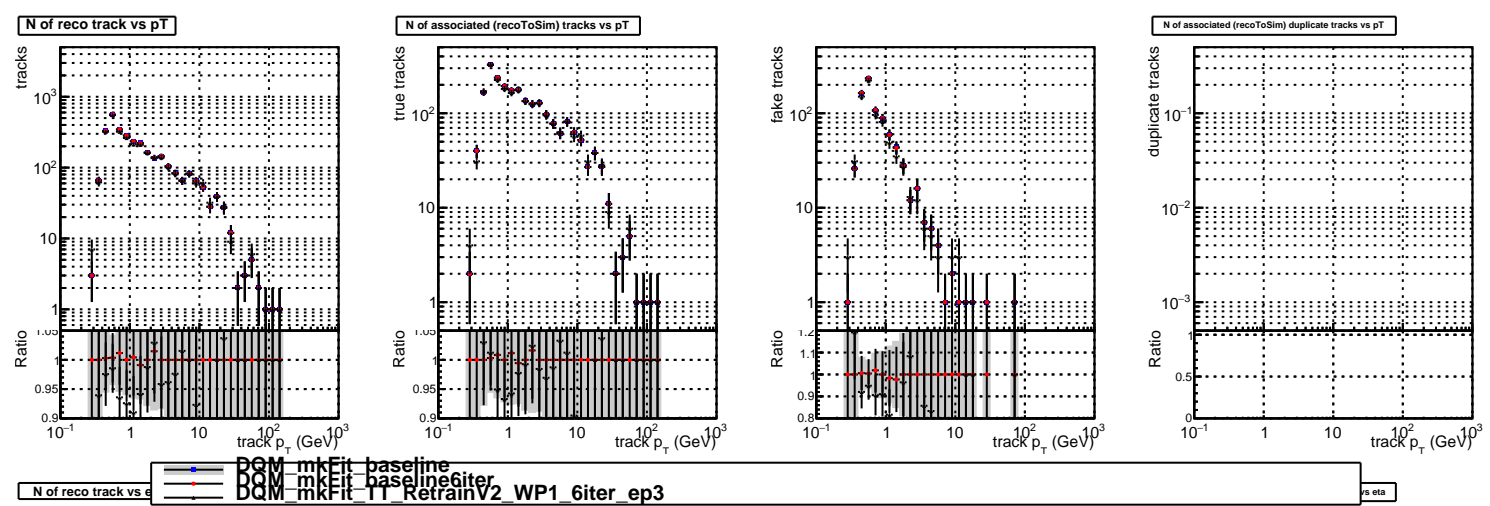 N of reco track vs pT
N of associated (recoToSim) tracks vs pT
N of associated (recoToSim) duplicate tracks vs pT
tracks
10³
10²
10
1
Ratio
1.05
1
0.95
0.9
10⁻¹ 1 10 10² 10³
track p_T (GeV)
true tracks
10²
10
1
Ratio
1.05
1
0.95
0.9
10⁻¹ 1 10 10² 10³
track p_T (GeV)
fake tracks
10²
10
1
Ratio
1.2
1.1
1
0.9
0.8
10⁻¹ 1 10 10² 10³
track p_T (GeV)
duplicate tracks
10⁻¹
10⁻²
10⁻³
Ratio
1
0.5
0
10⁻¹ 1 10 10² 10³
track p_T (GeV)
DQM_mkFit_baseline
DQM_mkFit_baseline6iter
DQM_mkFit_TT_RetrainV2_WP1_6iter_ep3
N of reco track vs e
vs eta